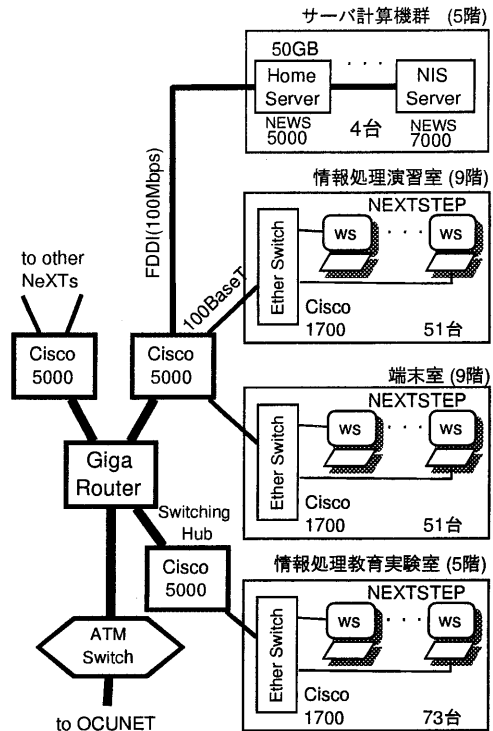 サーバ計算機群 (5階)
50GB
Home
Server
. . .
NIS
Server
NEWS
5000
4台
NEWS
7000
FDDI(100Mbps)
100BaseT
情報処理演習室 (9階)
NEXTSTEP
Ether Switch
ws
. . .
ws
Cisco
1700
51台
to other
NeXTs
Cisco
5000
Cisco
5000
端末室 (9階)
NEXTSTEP
Ether Switch
ws
. . .
ws
Cisco
1700
51台
Giga
Router
Switching
Hub
Cisco
5000
情報処理教育実験室 (5階)
NEXTSTEP
Ether Switch
ws
. . .
ws
Cisco
1700
73台
ATM
Switch
to OCUNET